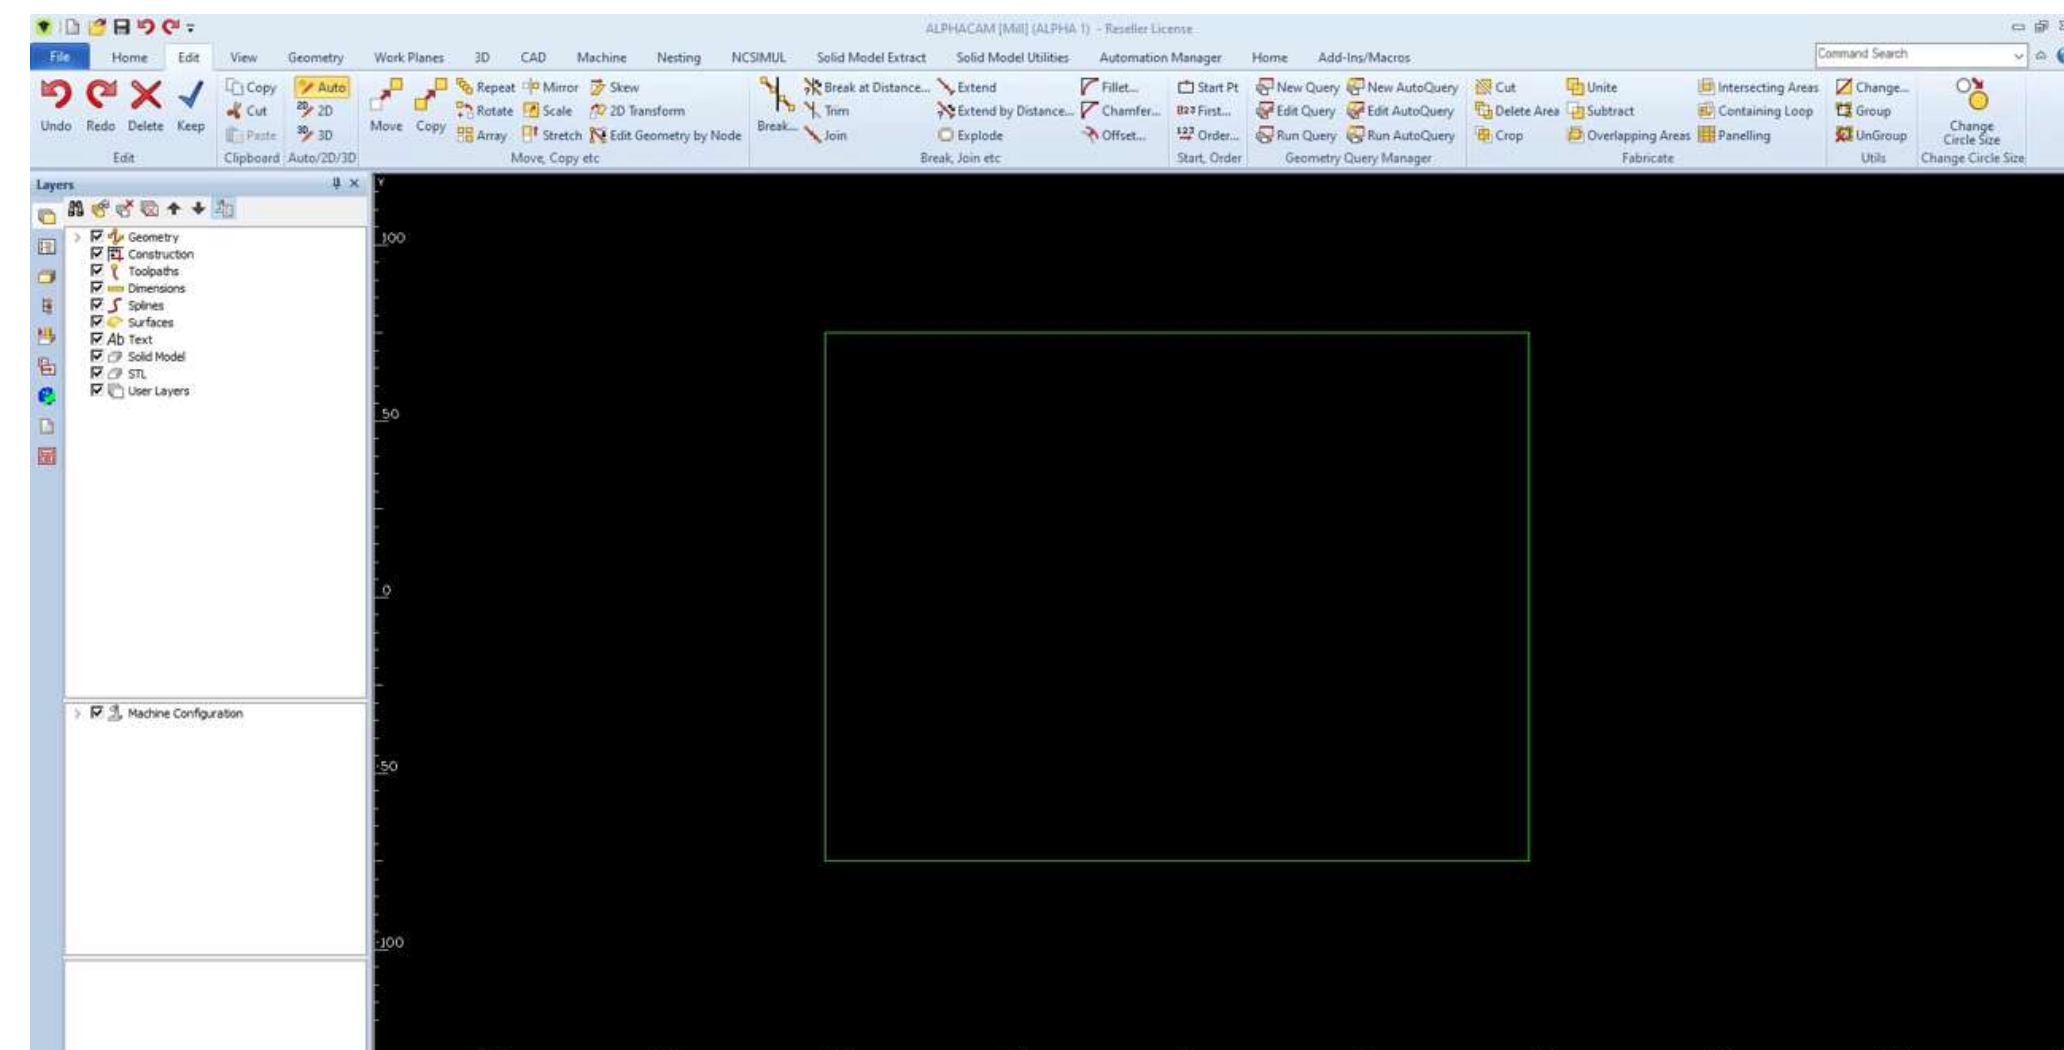 ALPHACAM [Mill] (ALPHA 1) - Reseller License
File Home Edit View Geometry Work Planes 3D CAD Machine Nesting NCSIMUL Solid Model Extract Solid Model Utilities Automation Manager Home Add-Ins/Macros Command Search
Copy Auto Repeat Mirror Skew Break at Distance... Extend Fillet... Start Pt New Query New AutoQuery Cut Unite Intersecting Areas Change...
Cut 2D Rotate Scale 2D Transform Trim Extend by Distance... Chamfer... First... Edit Query Edit AutoQuery Delete Area Subtract Containing Loop Group
Undo Redo Delete Keep Move Copy Break... Change
Paste 3D Array Stretch Edit Geometry by Node Join Explode Offset... Order... Run Query Run AutoQuery Crop Overlapping Areas Panelling UnGroup Circle Size
Edit Clipboard Auto/2D/3D Move, Copy etc Break, Join etc Start, Order Geometry Query Manager Fabricate Utils Change Circle Size
Layers
Y
Geometry
100
Construction
Toolpaths
Dimensions
Splines
Surfaces
Ab Text
Solid Model
STL
User Layers
50
0
Machine Configuration
-50
-100